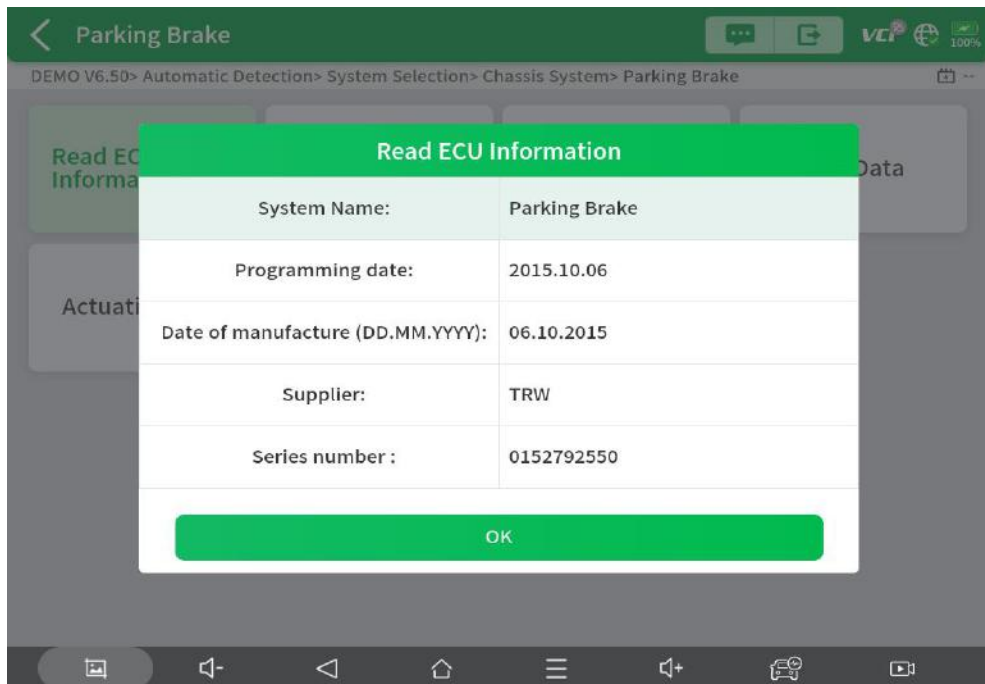 Parking Brake
VCI
100%
DEMO V6.50> Automatic Detection> System Selection> Chassis System> Parking Brake
--
Read EC
Informa
Data
Actuati
Read ECU Information
System Name: Parking Brake
Programming date: 2015.10.06
Date of manufacture (DD.MM.YYYY): 06.10.2015
Supplier: TRW
Series number : 0152792550
OK